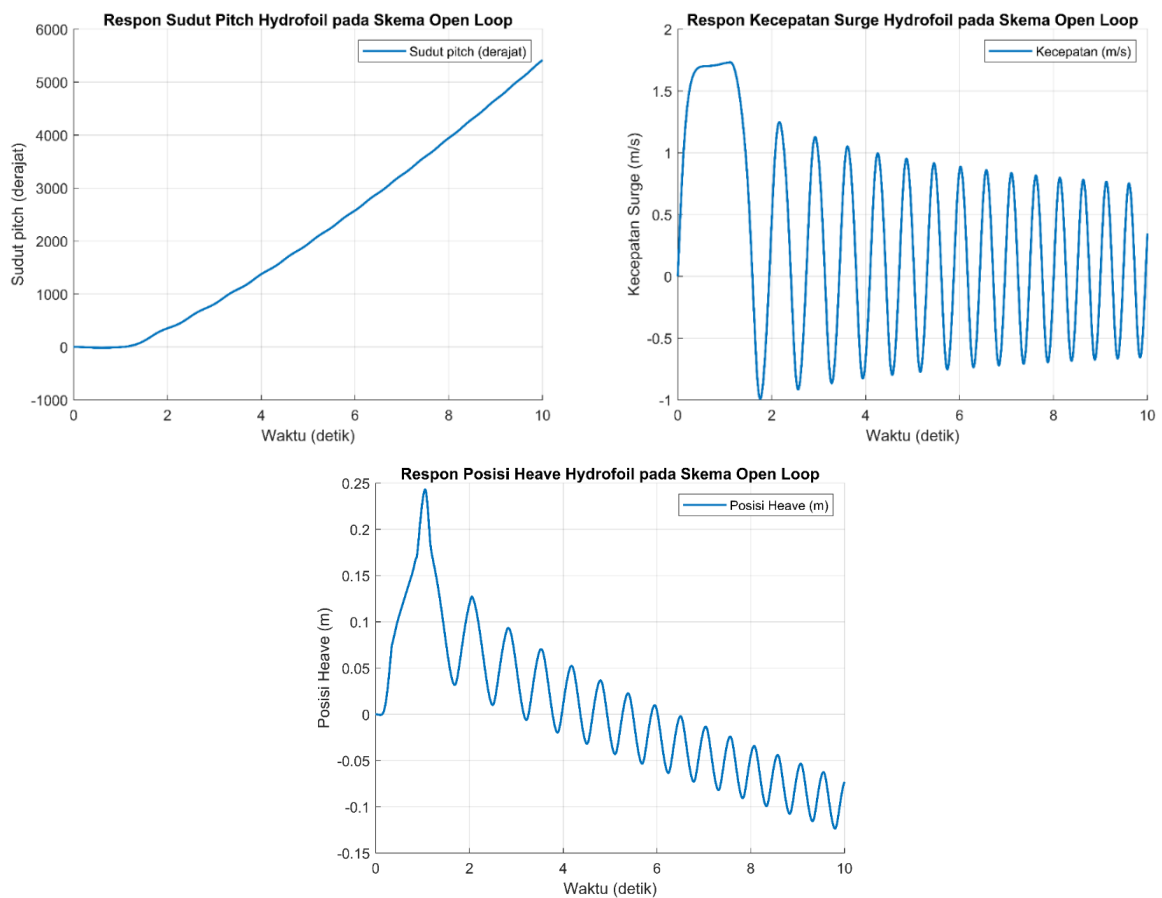 Respon Sudut Pitch Hydrofoil pada Skema Open Loop
Sudut pitch (derajat)
6000
5000
4000
3000
2000
1000
0
-1000
Sudut pitch (derajat)
0 2 4 6 8 10
Waktu (detik)
Respon Kecepatan Surge Hydrofoil pada Skema Open Loop
Kecepatan (m/s)
2
1.5
1
0.5
0
-0.5
-1
Kecepatan Surge (m/s)
0 2 4 6 8 10
Waktu (detik)
Respon Posisi Heave Hydrofoil pada Skema Open Loop
Posisi Heave (m)
0.25
0.2
0.15
0.1
0.05
0
-0.05
-0.1
-0.15
Posisi Heave (m)
0 2 4 6 8 10
Waktu (detik)